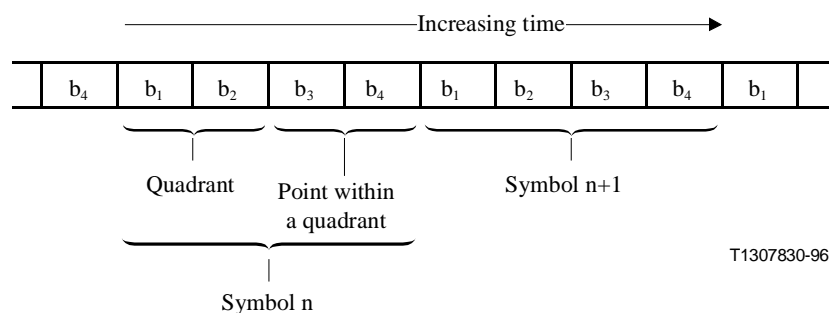 Increasing time
b4 b1 b2 b3 b4 b1 b2 b3 b4 b1
Quadrant
Point within
a quadrant
Symbol n+1
T1307830-96
Symbol n